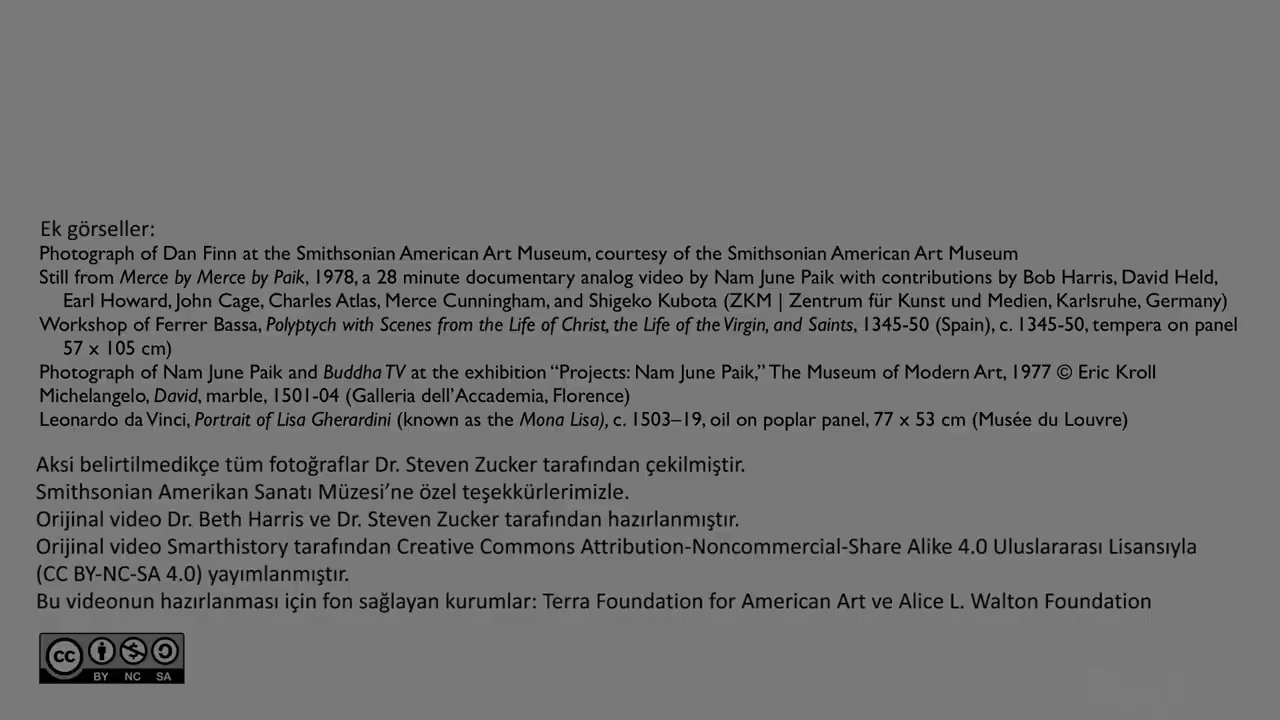 Ek görseller:
Photograph of Dan Finn at the Smithsonian American Art Museum, courtesy of the Smithsonian American Art Museum
Still from Merce by Merce by Paik, 1978, a 28 minute documentary analog video by Nam June Paik with contributions by Bob Harris, David Held,
Earl Howard, John Cage, Charles Atlas, Merce Cunningham, and Shigeko Kubota (ZKM | Zentrum für Kunst und Medien, Karlsruhe, Germany)
Workshop of Ferrer Bassa, Polyptych with Scenes from the Life of Christ, the Life of the Virgin, and Saints, 1345-50 (Spain), c. 1345-50, tempera on panel
57 x 105 cm)
Photograph of Nam June Paik and Buddha TV at the exhibition “Projects: Nam June Paik,” The Museum of Modern Art, 1977 © Eric Kroll
Michelangelo, David, marble, 1501-04 (Galleria dell’Accademia, Florence)
Leonardo da Vinci, Portrait of Lisa Gherardini (known as the Mona Lisa), c. 1503–19, oil on poplar panel, 77 x 53 cm (Musée du Louvre)
Aksi belirtilmedikçe tüm fotoğraflar Dr. Steven Zucker tarafından çekilmiştir.
Smithsonian Amerikan Sanatı Müzesi’ne özel teşekkürlerimizle.
Orijinal video Dr. Beth Harris ve Dr. Steven Zucker tarafından hazırlanmıştır.
Orijinal video Smarthistory tarafından Creative Commons Attribution-Noncommercial-Share Alike 4.0 Uluslararası Lisansıyla
(CC BY-NC-SA 4.0) yayımlanmıştır.
Bu videonun hazırlanması için fon sağlayan kurumlar: Terra Foundation for American Art ve Alice L. Walton Foundation
cc
BY NC SA